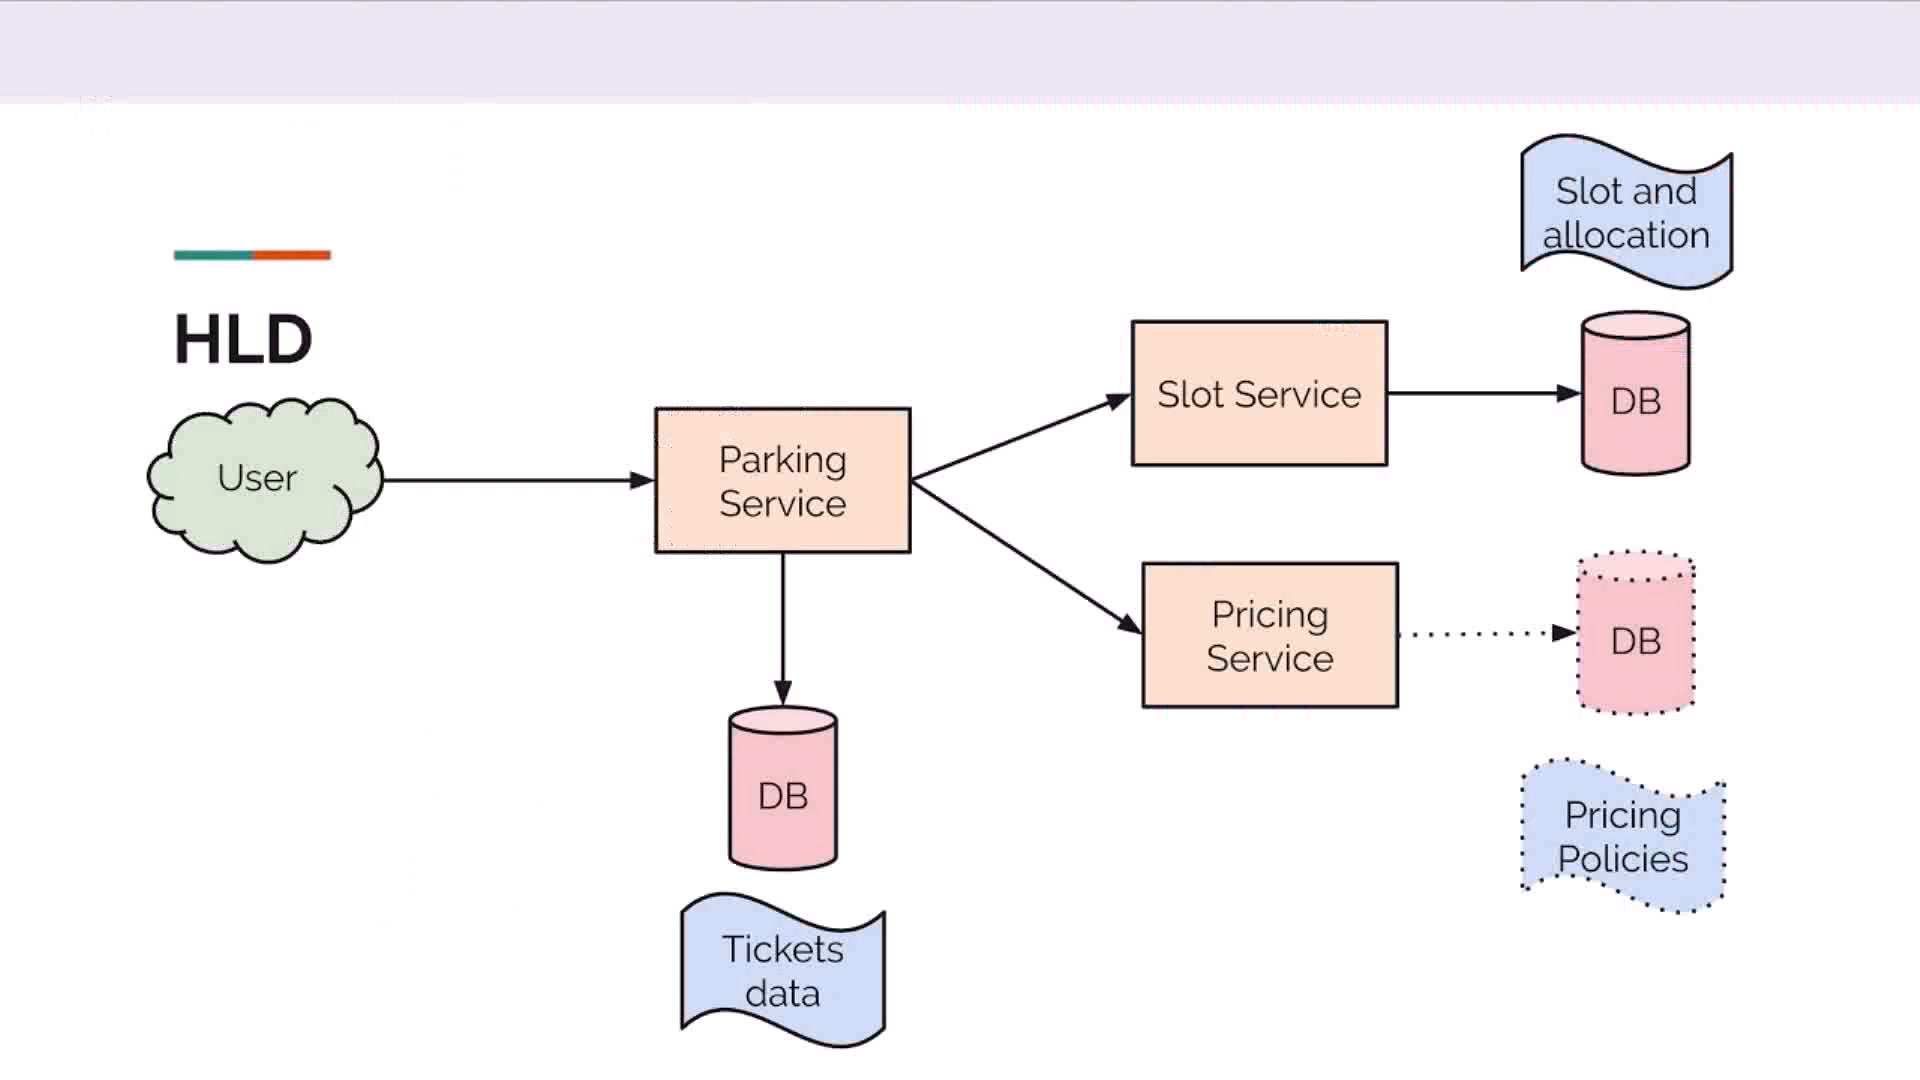 Slot and
allocation
HLD
User
Parking
Service
Slot Service
DB
Pricing
Service
DB
DB
Pricing
Policies
Tickets
data